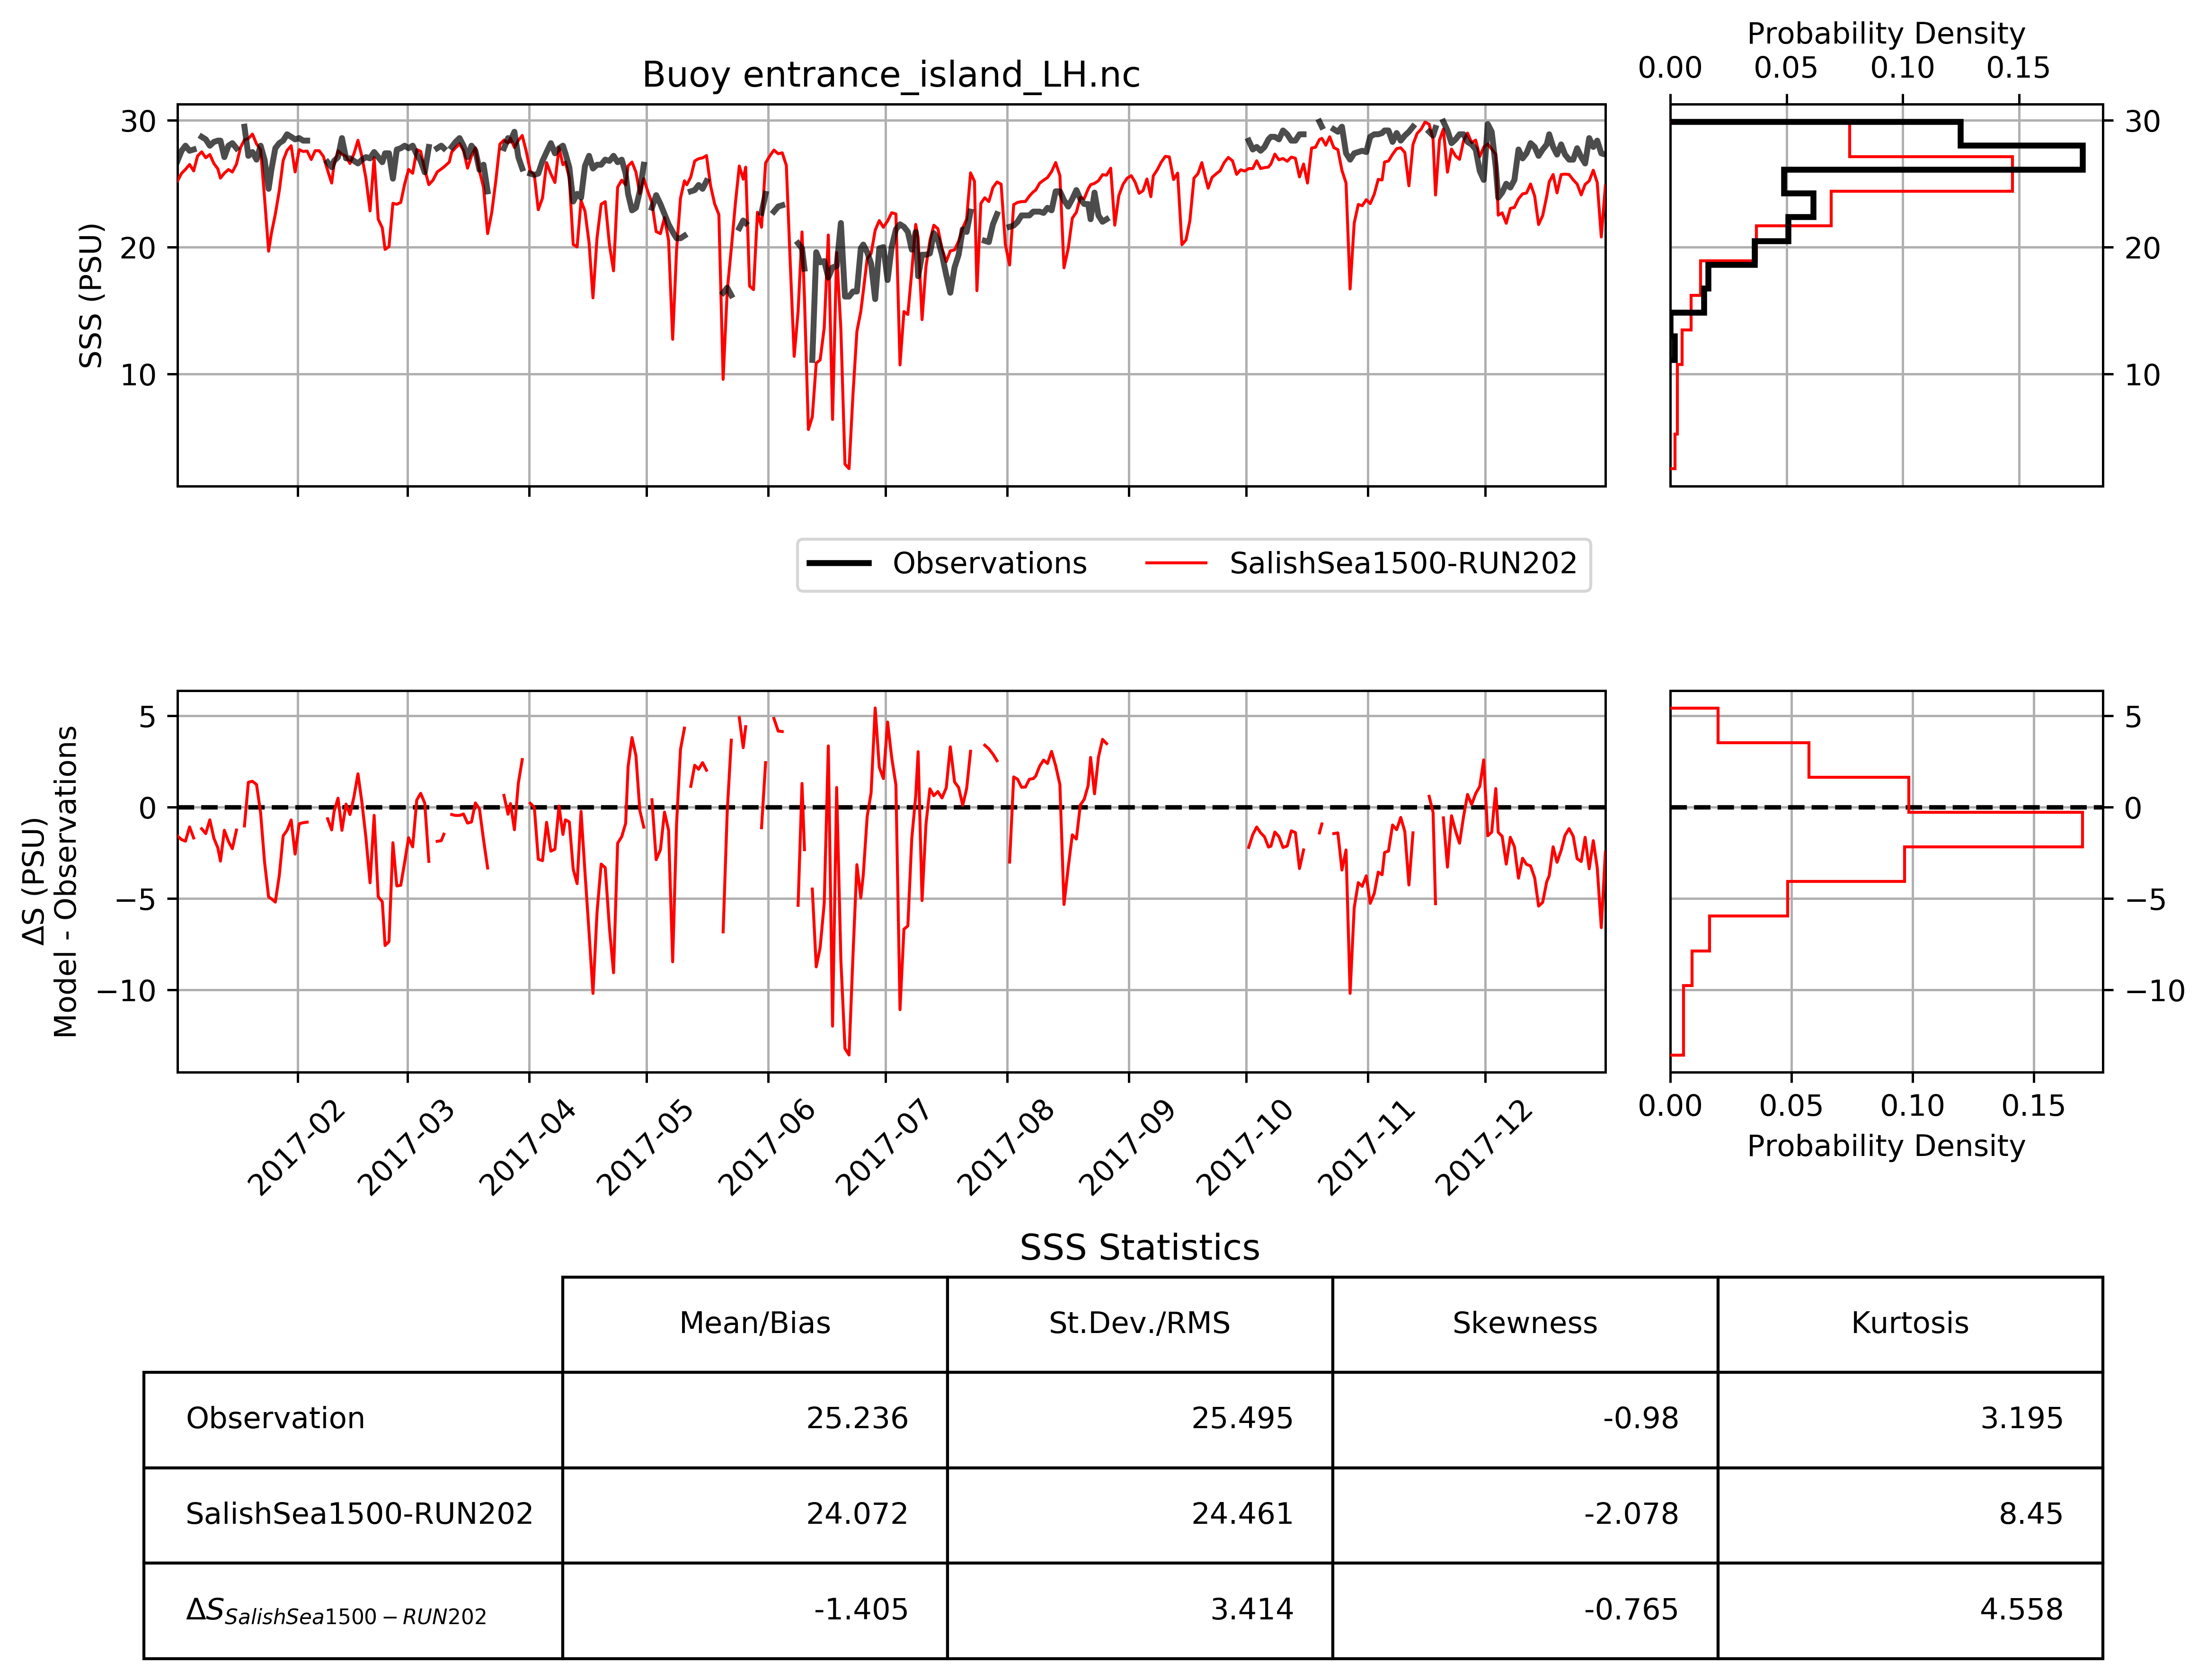 Probability Density
0.00 0.05 0.10 0.15
Buoy entrance_island_LH.nc
30
20
10
SSS (PSU)
30
20
10
Observations SalishSea1500-RUN202
5
0
−5
−10
ΔS (PSU)
Model - Observations
5
0
−5
−10
2017-02 2017-03 2017-04 2017-05 2017-06 2017-07 2017-08 2017-09 2017-10 2017-11 2017-12
0.00 0.05 0.10 0.15
Probability Density
SSS Statistics
Mean/Bias St.Dev./RMS Skewness Kurtosis
Observation 25.236 25.495 -0.98 3.195
SalishSea1500-RUN202 24.072 24.461 -2.078 8.45
ΔS SalishSea1500−RUN202 -1.405 3.414 -0.765 4.558